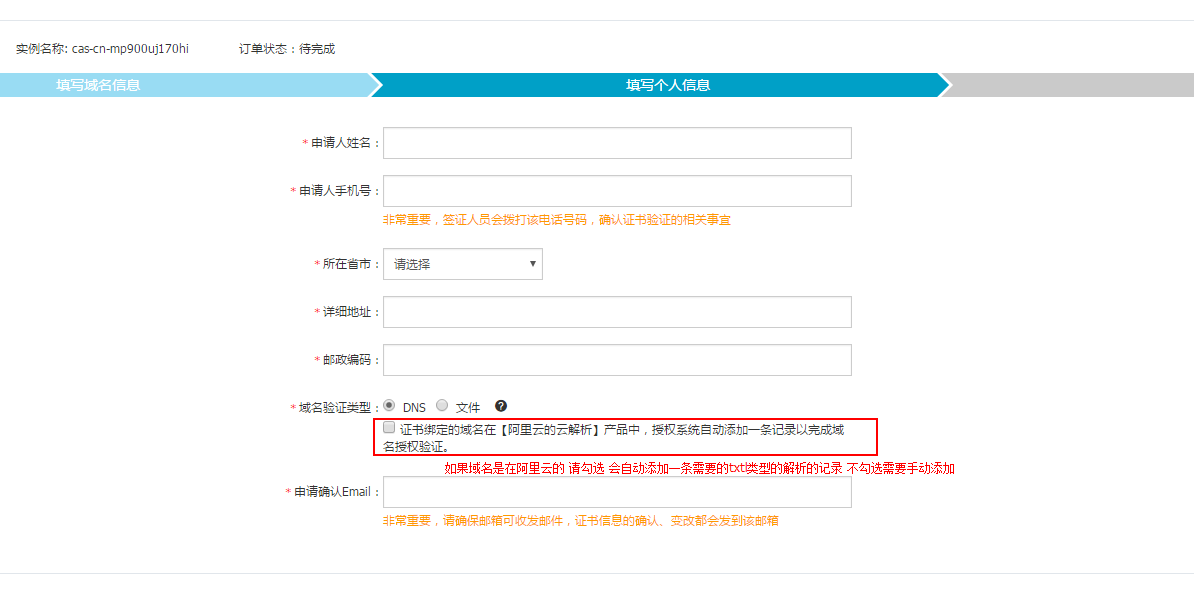 实例名称: cas-cn-mp900uj170hi 订单状态：待完成
填写域名信息 填写个人信息
*申请人姓名：
*申请人手机号：
非常重要，签证人员会拨打该电话号码，确认证书验证的相关事宜
*所在省市： 请选择
*详细地址：
*邮政编码：
*域名验证类型： DNS 文件
证书绑定的域名在【阿里云的云解析】产品中，授权系统自动添加一条记录以完成域
名授权验证。
如果域名是在阿里云的 请勾选 会自动添加一条需要的txtl类型的解析的记录 不勾选需要手动添加
*申请确认Email：
非常重要，请确保邮箱可收发邮件，证书信息的确认、变改都会发到该邮箱